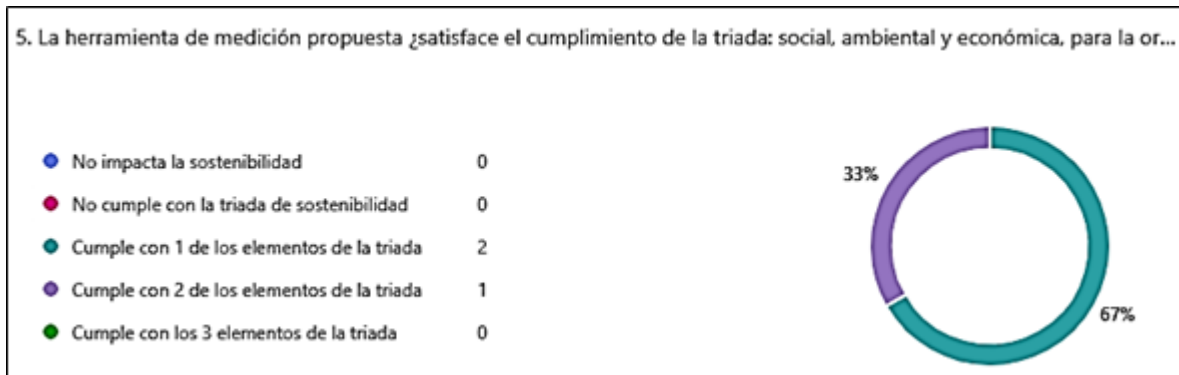 5. La herramienta de medición propuesta ¿satisface el cumplimiento de la triada: social, ambiental y económica, para la or...
No impacta la sostenibilidad 0
No cumple con la triada de sostenibilidad 0
Cumple con 1 de los elementos de la triada 2
Cumple con 2 de los elementos de la triada 1
Cumple con los 3 elementos de la triada 0
33%
67%